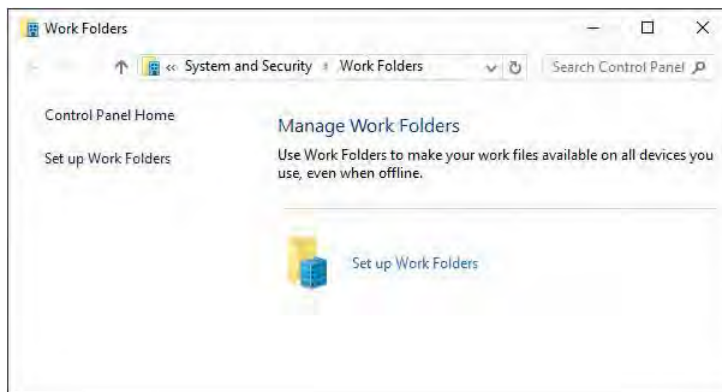 Work Folders
« System and Security › Work Folders
Search Control Panel
Control Panel Home
Set up Work Folders
Manage Work Folders
Use Work Folders to make your work files available on all devices you
use, even when offline.
Set up Work Folders